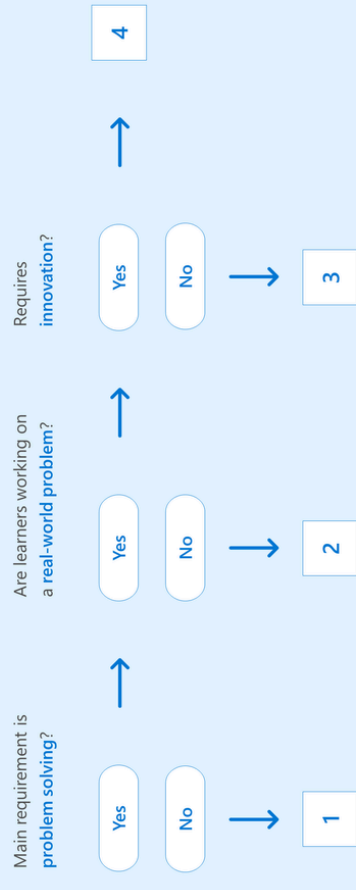 Main requirement is
problem solving?
Yes
No
1
Are learners working on
a real-world problem?
Yes
No
2
Requires
innovation?
Yes
No
3
4